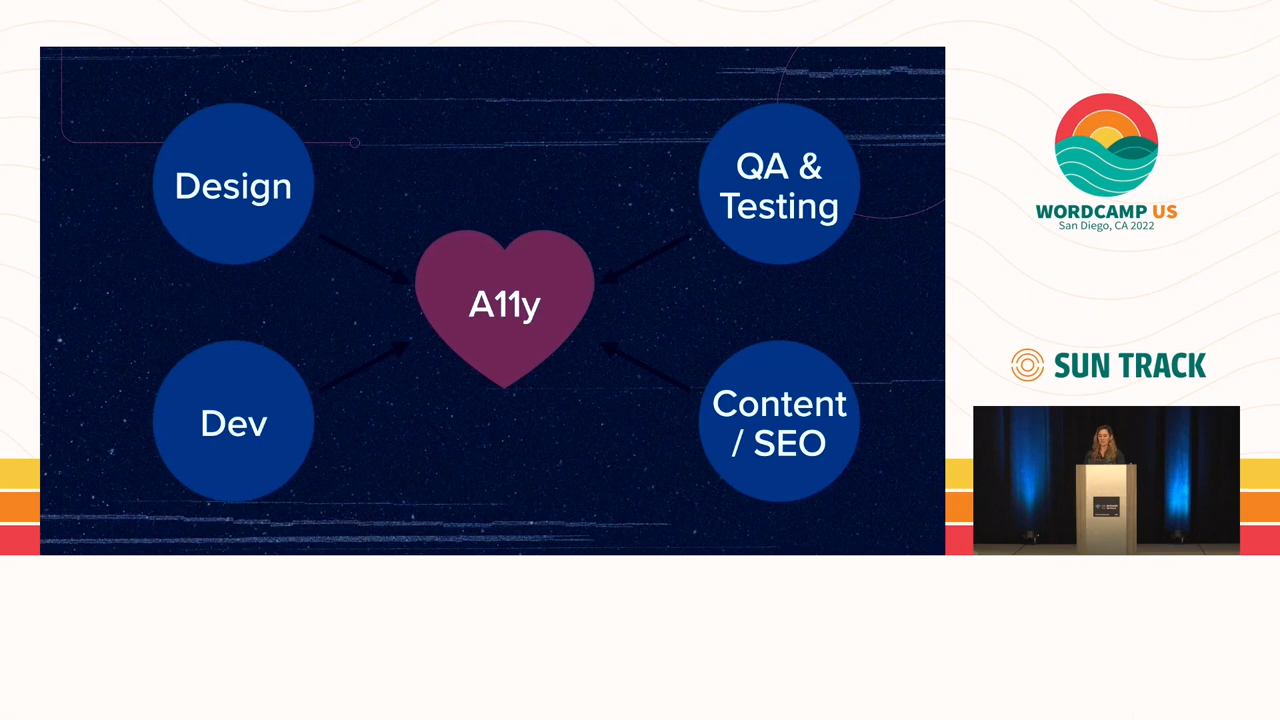 Design
QA &
Testing
A11y
Dev
Content
/ SEO
WORDCAMP US
San Diego, CA 2022
SUN TRACK